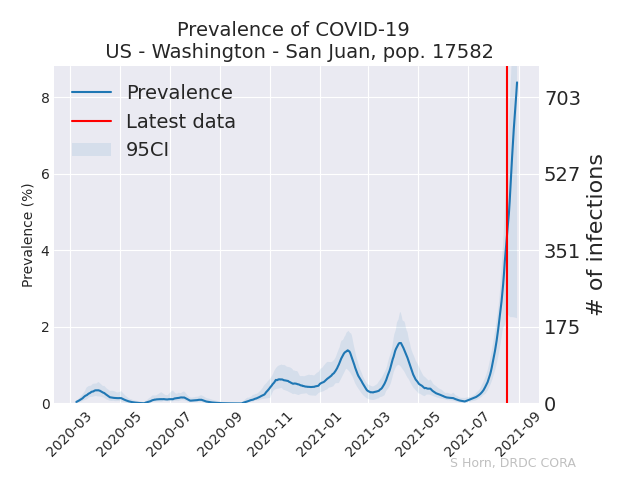 Prevalence of COVID-19
US - Washington - San Juan, pop. 17582
Prevalence
Latest data
95CI
Prevalence (%)
8
6
4
2
0
703
527
351
175
0
# of infections
2020-03
2020-05
2020-07
2020-09
2020-11
2021-01
2021-03
2021-05
2021-07
2021-09
S Horn, DRDC CORA